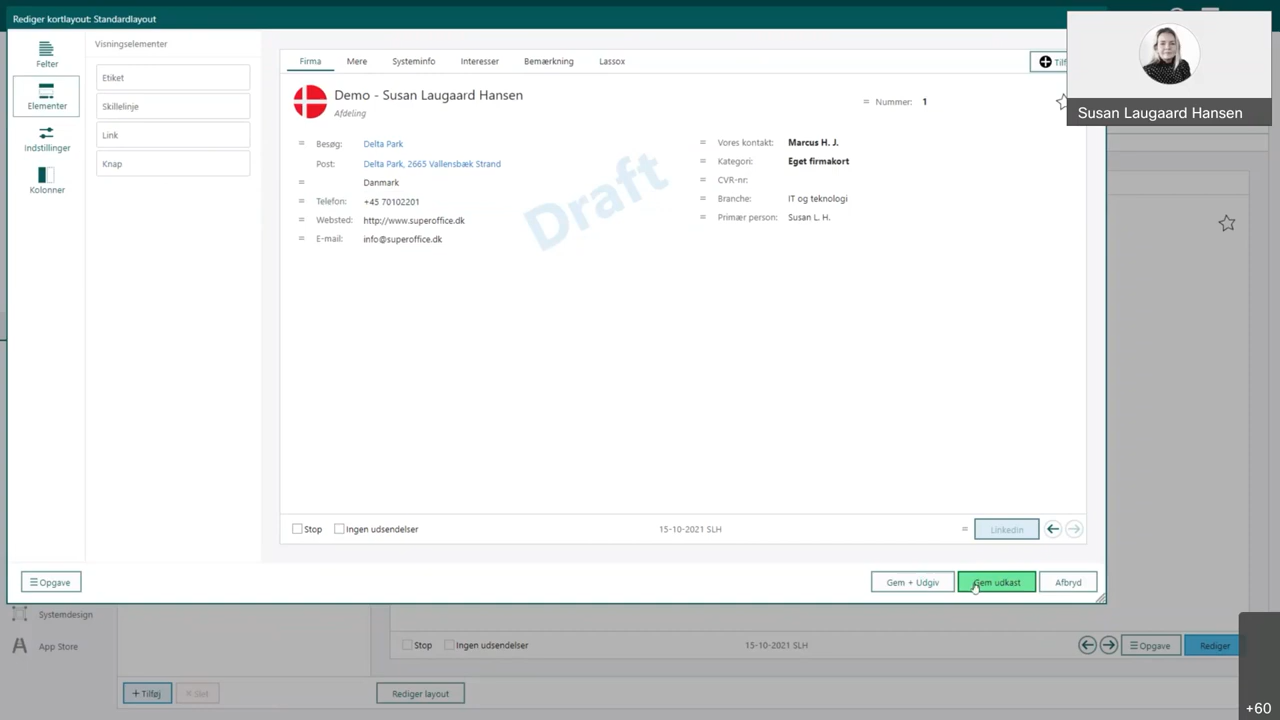 Rediger kortlayout: Standardlayout
Susan Laugaard Hansen
Felter
Elementer
Indstillinger
Kolonner
Visningselementer
Etiket
Skillelinje
Link
Knap
Firma Mere Systeminfo Interesser Bemærkning Lassox
Demo - Susan Laugaard Hansen
Afdeling
Nummer: 1
Besøg: Delta Park
Post: Delta Park, 2665 Vallensbæk Strand
Danmark
Telefon: +45 70102201
Websted: http://www.superoffice.dk
E-mail: info@superoffice.dk
Vores kontakt: Marcus H. J.
Kategori: Eget firmakort
CVR-nr:
Branche: IT og teknologi
Primær person: Susan L. H.
Draft
Stop Ingen udsendelser 15-10-2021 SLH Linkedin
Opgave Gem + Udgiv Gem udkast Afbryd
Systemdesign
App Store
Stop Ingen udsendelser 15-10-2021 SLH Opgave Rediger
+ Tilføj × Slet Rediger layout
+60